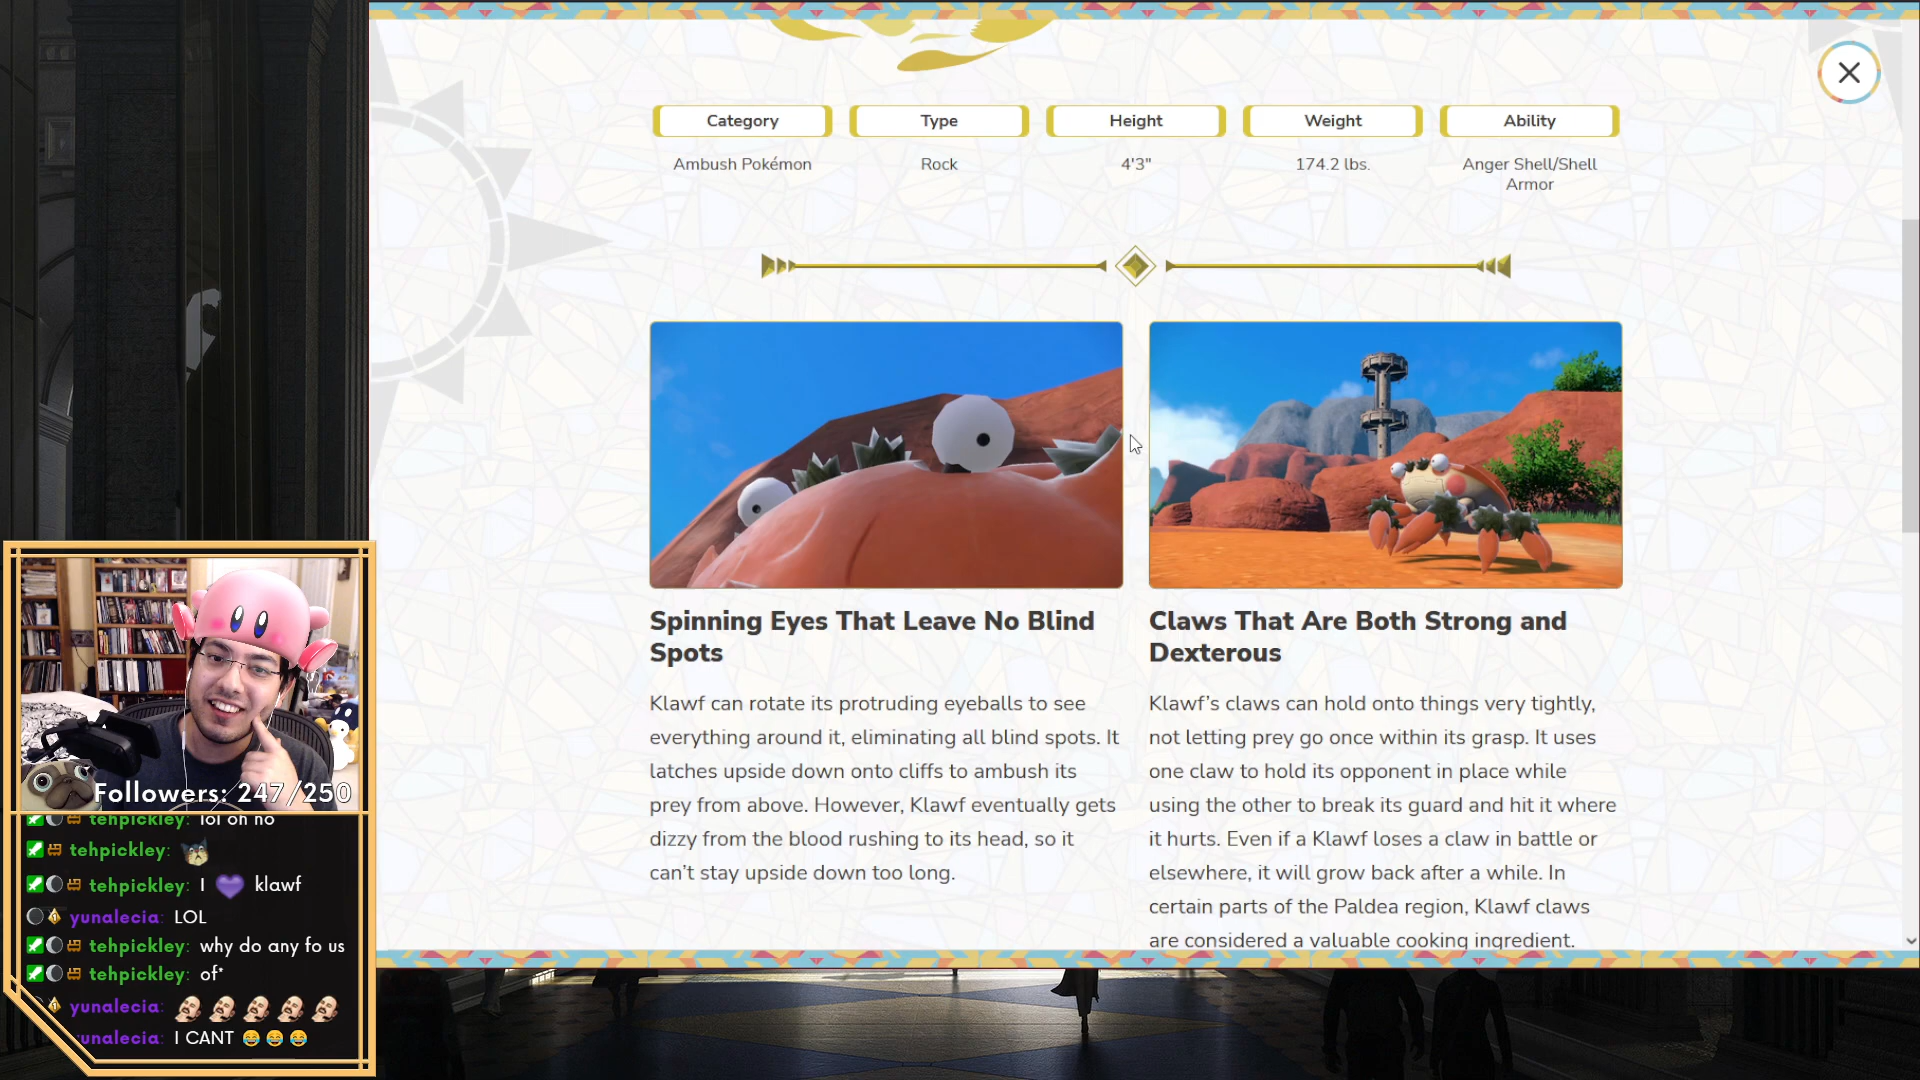 Category
Type
Height
Weight
Ability
Ambush Pokémon
Rock
4'3"
174.2 lbs.
Anger Shell/Shell
Armor
Spinning Eyes That Leave No Blind
Spots
Klawf can rotate its protruding eyeballs to see
everything around it, eliminating all blind spots. It
latches upside down onto cliffs to ambush its
prey from above. However, Klawf eventually gets
dizzy from the blood rushing to its head, so it
can’t stay upside down too long.
Claws That Are Both Strong and
Dexterous
Klawf’s claws can hold onto things very tightly,
not letting prey go once within its grasp. It uses
one claw to hold its opponent in place while
using the other to break its guard and hit it where
it hurts. Even if a Klawf loses a claw in battle or
elsewhere, it will grow back after a while. In
certain parts of the Paldea region, Klawf claws
are considered a valuable cooking ingredient.
Followers: 247/250
tehpickley: lol oh no
tehpickley:
tehpickley: I 💜 klawf
yunalecia: LOL
tehpickley: why do any fo us
tehpickley: of*
yunalecia:
yunalecia: I CANT 😂 😂 😂